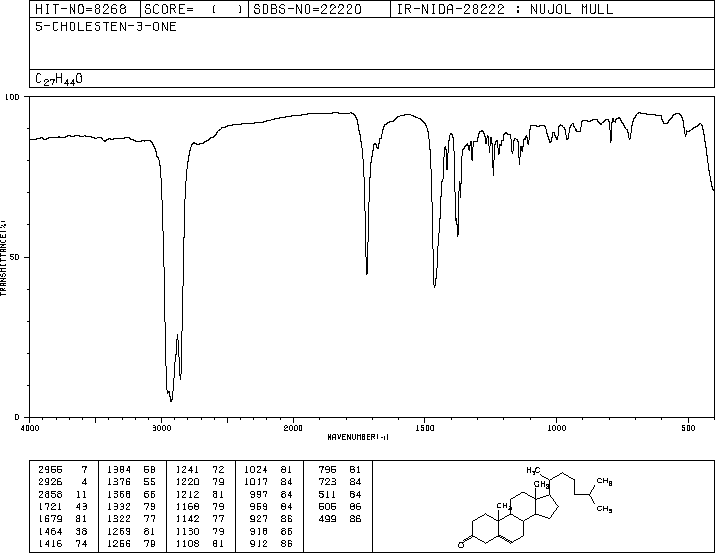 HIT-NO=8268 SCORE= ( ) SDBS-NO=22220 IR-NIDA-28222 : NUJOL MULL
5-CHOLESTEN-3-ONE
C27H44O
100
TRANSMITTANCE(%)
50
0
4000 3000 2000 1500 1000 500
WAVENUMBER(-1)
2966 7 1384 68 1241 72 1024 81 796 81
2926 4 1376 55 1220 79 1017 84 723 84
2858 11 1368 66 1212 81 997 84 511 84
1721 43 1332 79 1168 79 969 84 506 86
1679 81 1322 77 1142 77 927 86 499 86
1464 38 1269 81 1130 79 918 86
1416 74 1256 79 1108 81 912 86
H3C
CH3
CH3
CH3
CH3
O